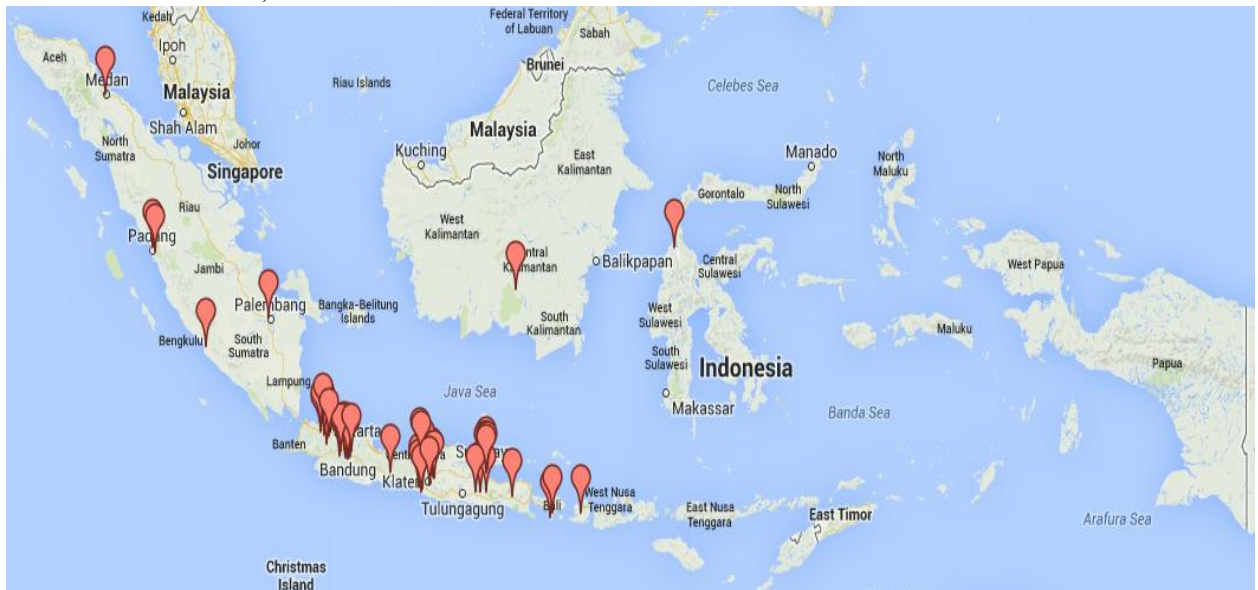 Kedah
Federal Territory
of Labuan
Sabah
Aceh
Ipoh
Brunei
Medan
Malaysia
Riau Islands
Celebes Sea
Shah Alam
Malaysia
North
Sumatra
Johor
Kuching
East
Kalimantan
Manado
North
Maluku
Singapore
Gorontalo
North
Sulawesi
Riau
West
Kalimantan
Padang
Central
Kalimantan
Balikpapan
Central
Sulawesi
West Papua
Jambi
Palembang
Bangka-Belitung
Islands
West
Sulawesi
South
Kalimantan
Bengkulu
South
Sumatra
Maluku
South
Sulawesi
Indonesia
Papua
Lampung
Java Sea
Makassar
Banda Sea
Banten
Bandung
Klaten
Tulungagung
Bali
West Nusa
Tenggara
East Nusa
Tenggara
East Timor
Arafura Sea
Christmas
Island